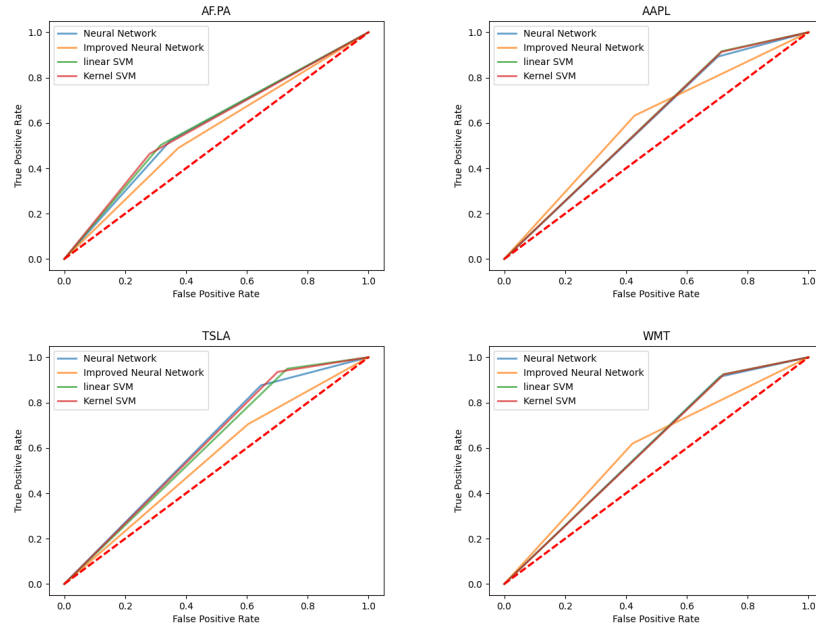 AF.PA
True Positive Rate
1.0
0.8
0.6
0.4
0.2
0.0
Neural Network
Improved Neural Network
linear SVM
Kernel SVM
0.0 0.2 0.4 0.6 0.8 1.0
False Positive Rate
AAPL
True Positive Rate
1.0
0.8
0.6
0.4
0.2
0.0
Neural Network
Improved Neural Network
linear SVM
Kernel SVM
0.0 0.2 0.4 0.6 0.8 1.0
False Positive Rate
TSLA
True Positive Rate
1.0
0.8
0.6
0.4
0.2
0.0
Neural Network
Improved Neural Network
linear SVM
Kernel SVM
0.0 0.2 0.4 0.6 0.8 1.0
False Positive Rate
WMT
True Positive Rate
1.0
0.8
0.6
0.4
0.2
0.0
Neural Network
Improved Neural Network
linear SVM
Kernel SVM
0.0 0.2 0.4 0.6 0.8 1.0
False Positive Rate